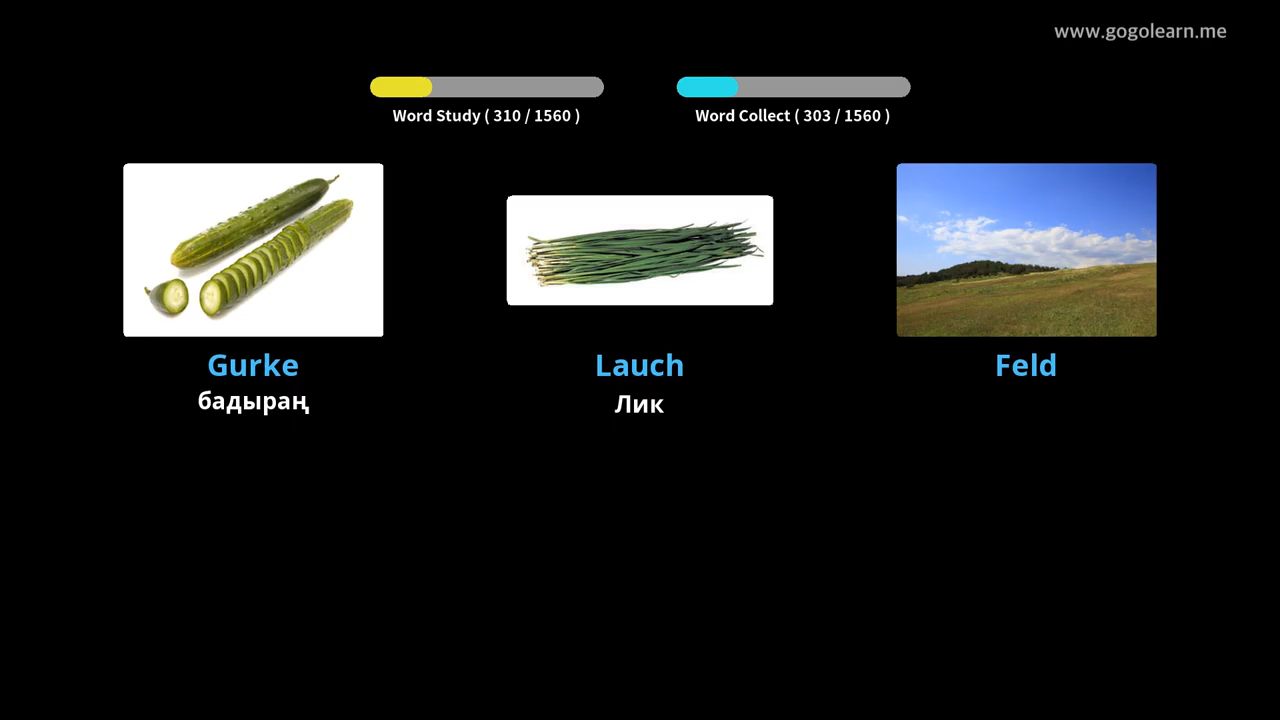 www.gogolearn.me
Word Study ( 310 / 1560 )
Word Collect ( 303 / 1560 )
Gurke
бадыраң
Lauch
Лик
Feld